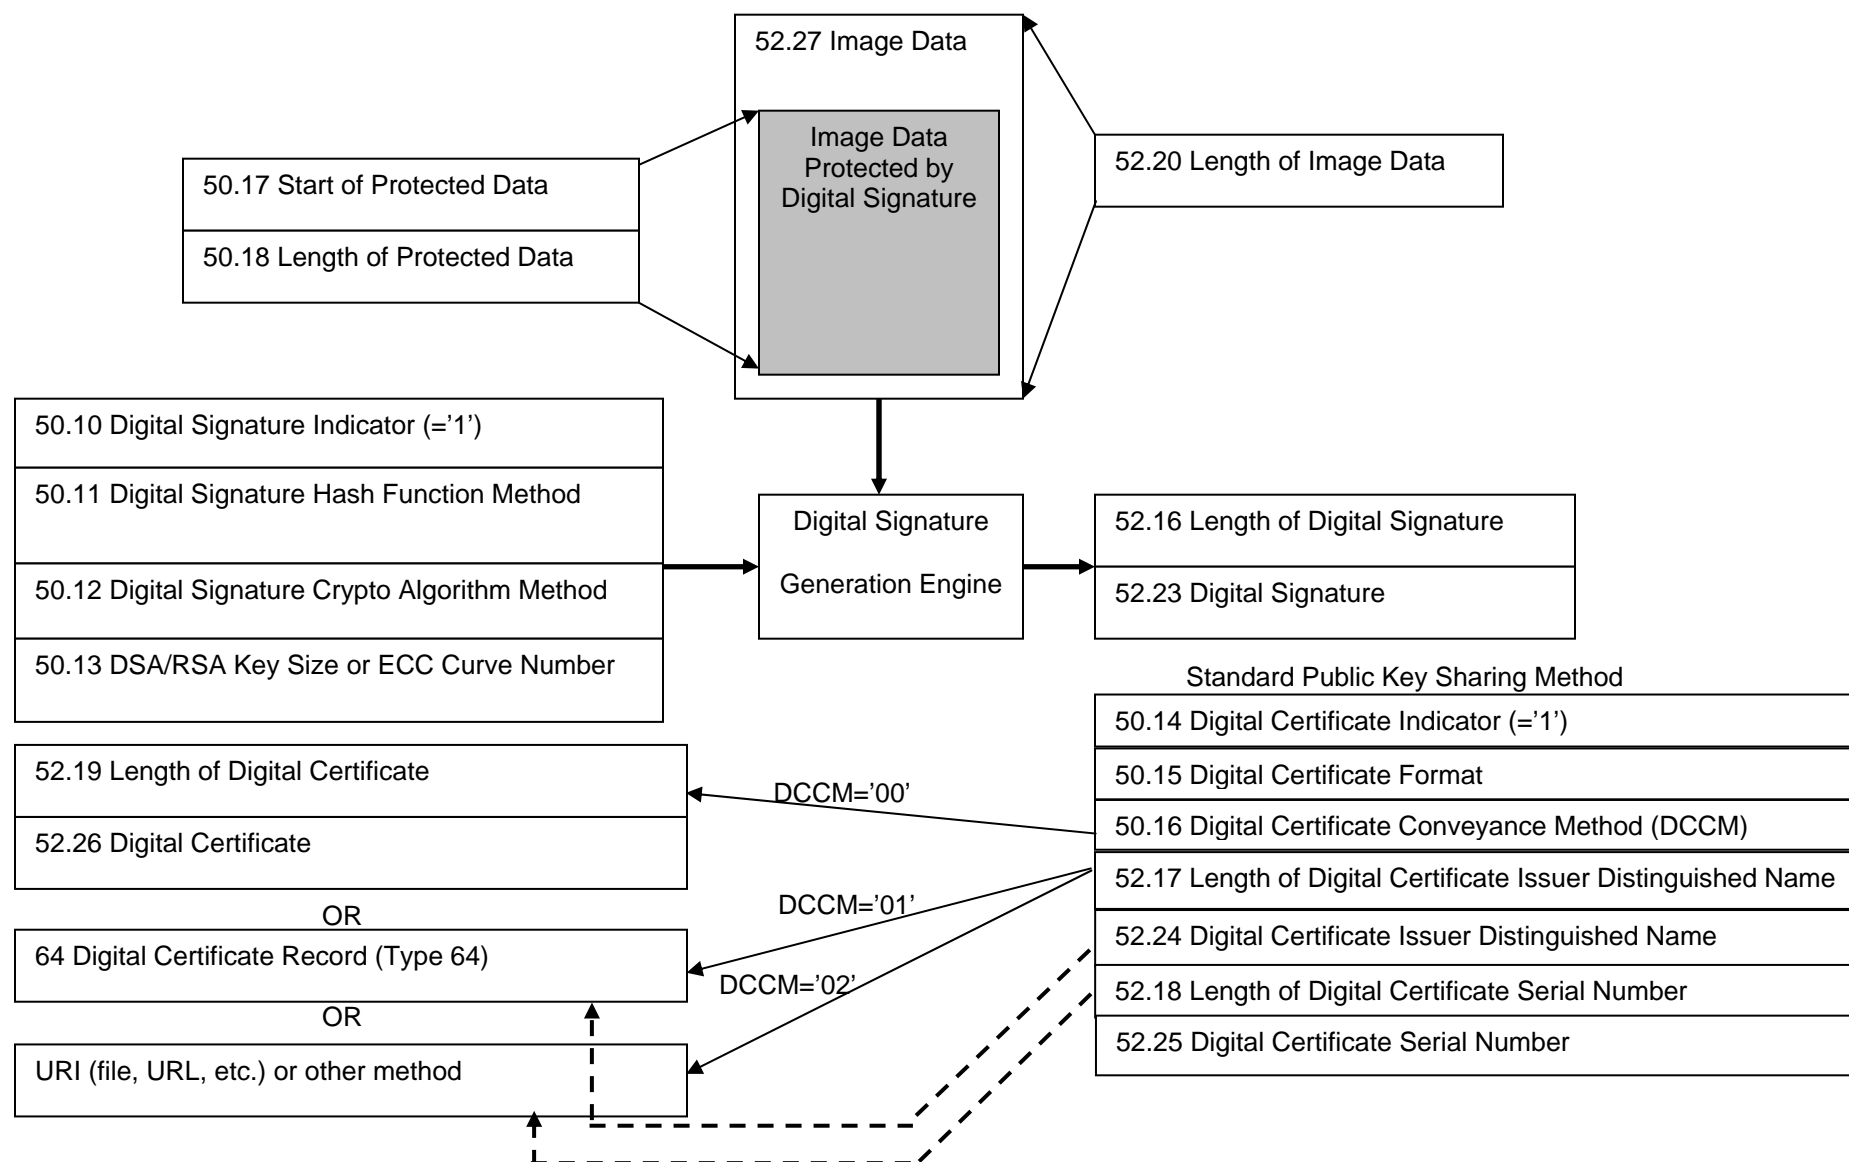 52.27 Image Data
Image Data
Protected by
Digital Signature
50.17 Start of Protected Data
50.18 Length of Protected Data
52.20 Length of Image Data
50.10 Digital Signature Indicator (=’1’)
50.11 Digital Signature Hash Function Method
50.12 Digital Signature Crypto Algorithm Method
50.13 DSA/RSA Key Size or ECC Curve Number
Digital Signature
Generation Engine
52.16 Length of Digital Signature
52.23 Digital Signature
Standard Public Key Sharing Method
50.14 Digital Certificate Indicator (=’1’)
50.15 Digital Certificate Format
50.16 Digital Certificate Conveyance Method (DCCM)
52.17 Length of Digital Certificate Issuer Distinguished Name
52.24 Digital Certificate Issuer Distinguished Name
52.18 Length of Digital Certificate Serial Number
52.25 Digital Certificate Serial Number
52.19 Length of Digital Certificate
52.26 Digital Certificate
DCCM=’00’
OR
DCCM=’01’
64 Digital Certificate Record (Type 64)
DCCM=’02’
OR
URI (file, URL, etc.) or other method